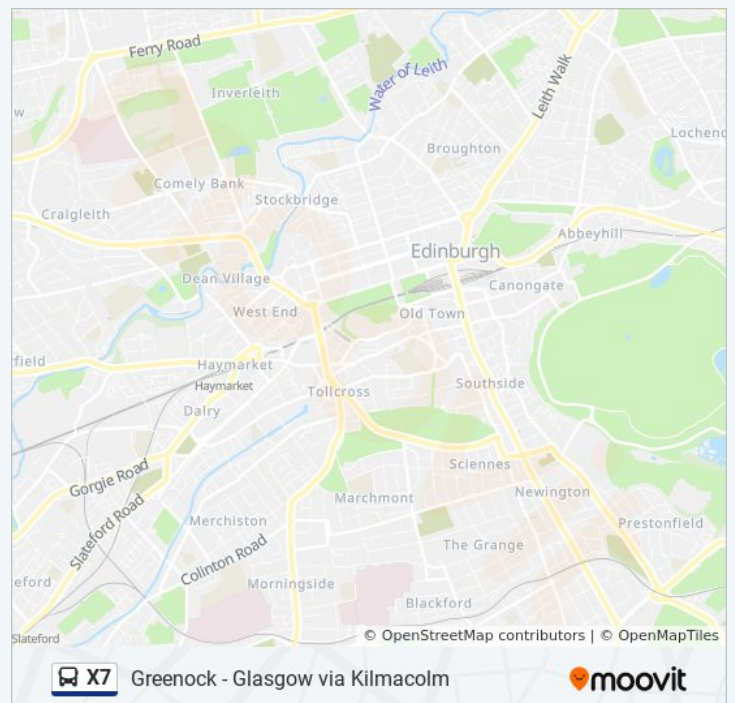 Ferry Road
Inverleith
Water of Leith
Leith Walk
w
Lochend
Broughton
Comely Bank
Stockbridge
Craigleith
Abbeyhill
Edinburgh
Dean Village
Canongate
West End
Old Town
field
Haymarket
Haymarket
Southside
Tollcross
Dalry
Sciennes
Gorgie Road
Newington
Marchmont
Slateford Road
Merchiston
Prestonfield
The Grange
Colinton Road
eford
Morningside
Blackford
Slateford
© OpenStreetMap contributors | © OpenMapTiles
X7 Greenock - Glasgow via Kilmacolm
moovit